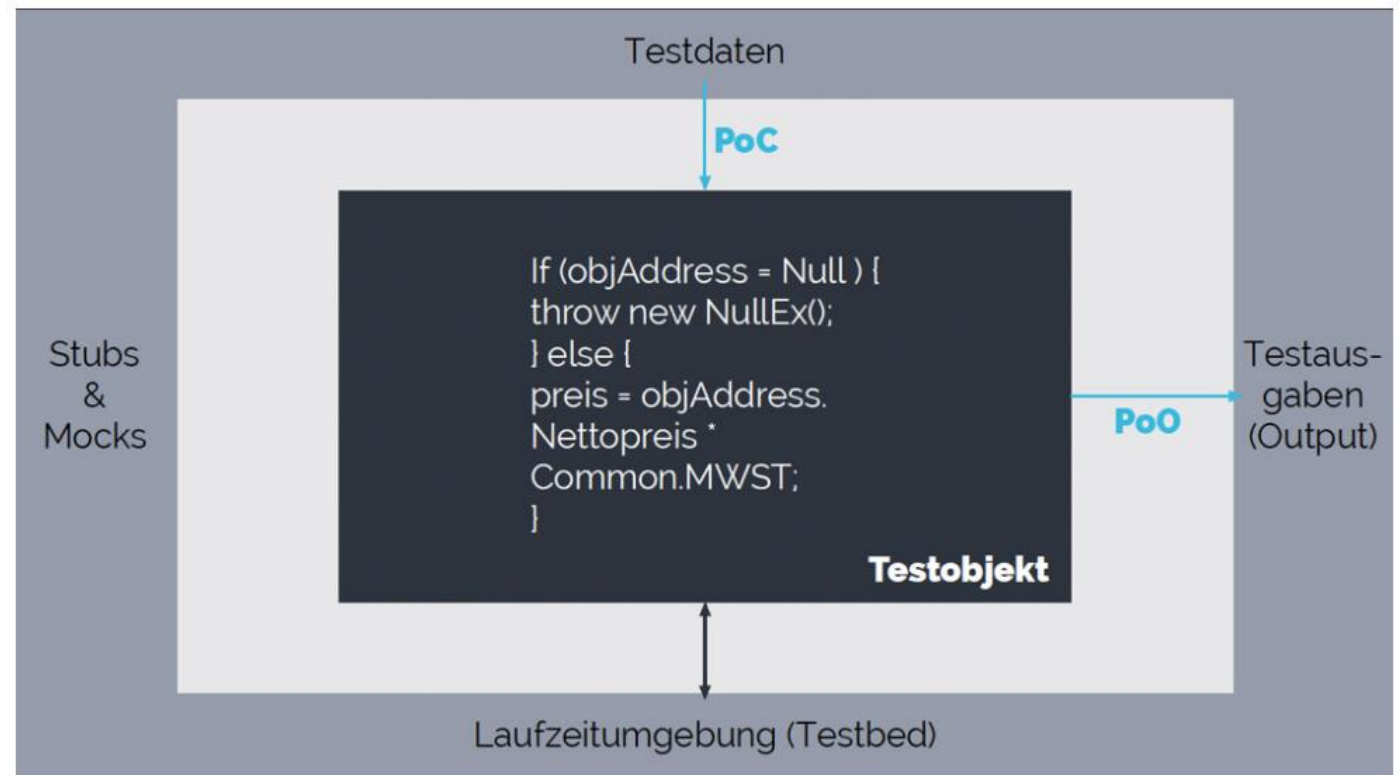 Testdaten
PoC
If (objAddress = Null ) {
throw new NullEx();
} else {
preis = objAddress.
Nettopreis *
Common.MWST;
}
Testobjekt
Stubs
&
Mocks
PoO
Testaus-
gaben
(Output)
Laufzeitumgebung (Testbed)